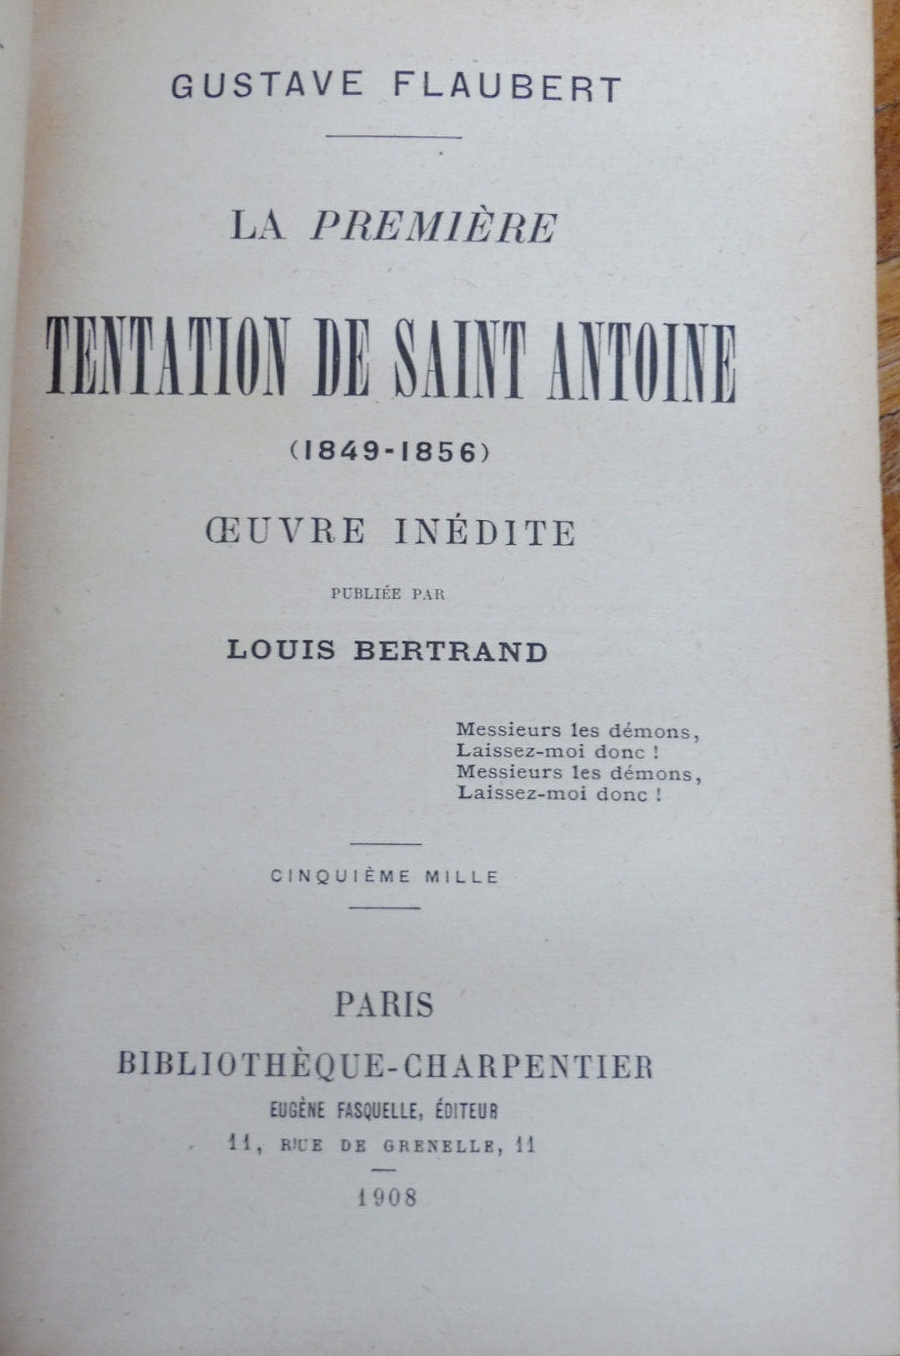 GUSTAVE FLAUBERT
LA PREMIÈRE
TENTATION DE SAINT ANTOINE
(1849-1856)
ŒUVRE INÉDITE
PUBLIÉE PAR
LOUIS BERTRAND
Messieurs les démons,
Laissez-moi donc !
Messieurs les démons,
Laissez-moi donc !
CINQUIÈME MILLE
PARIS
BIBLIOTHÈQUE-CHARPENTIER
EUGÈNE FASQUELLE, ÉDITEUR
11, RUE DE GRENELLE, 11
1908